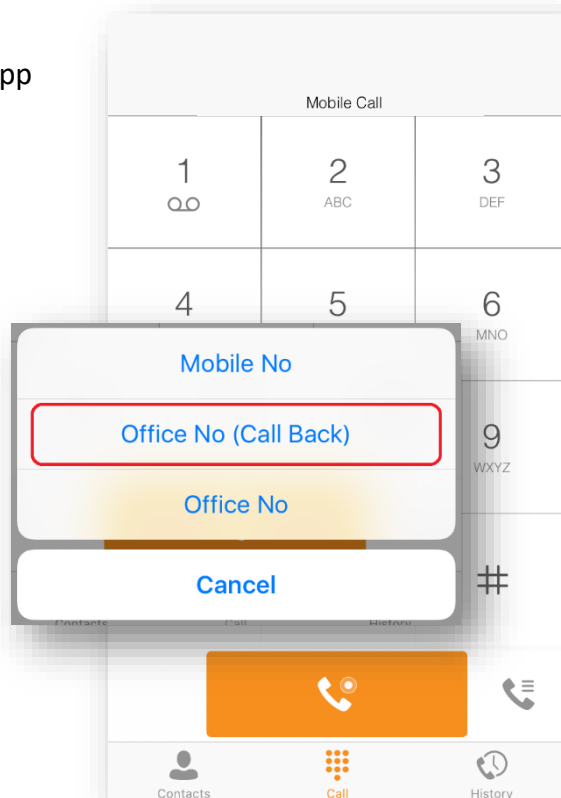 pp
Mobile Call
1 2 3
ABC DEF
4 5 6
MNO
Mobile No
Office No (Call Back)
9
WXYZ
Office No
Cancel
#
Contacts Call History
Contacts Call History